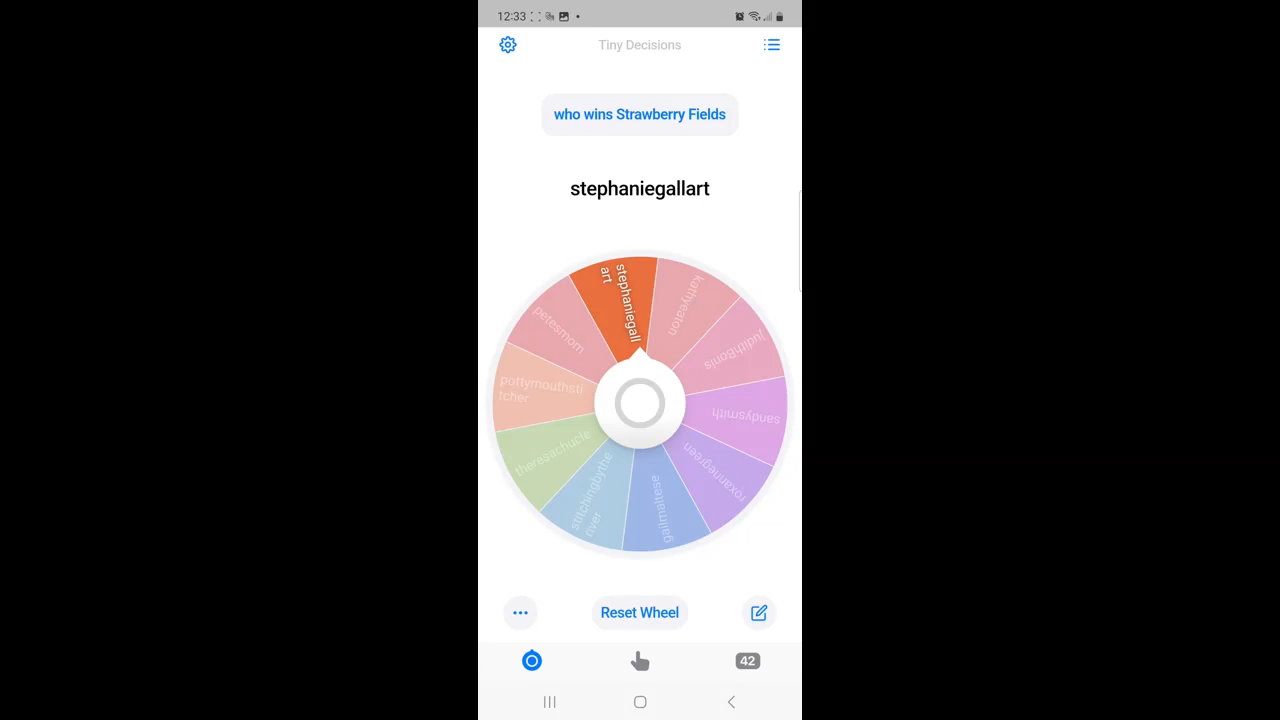 12:33
Tiny Decisions
who wins Strawberry Fields
stephaniegallart
stephaniegall
art
kathyeaton
JudithBonis
sandysmith
roxannegreen
gailmaltese
stitchingbythe
river
theresachucle
pottymouthsti
tcher
petesmom
Reset Wheel
42